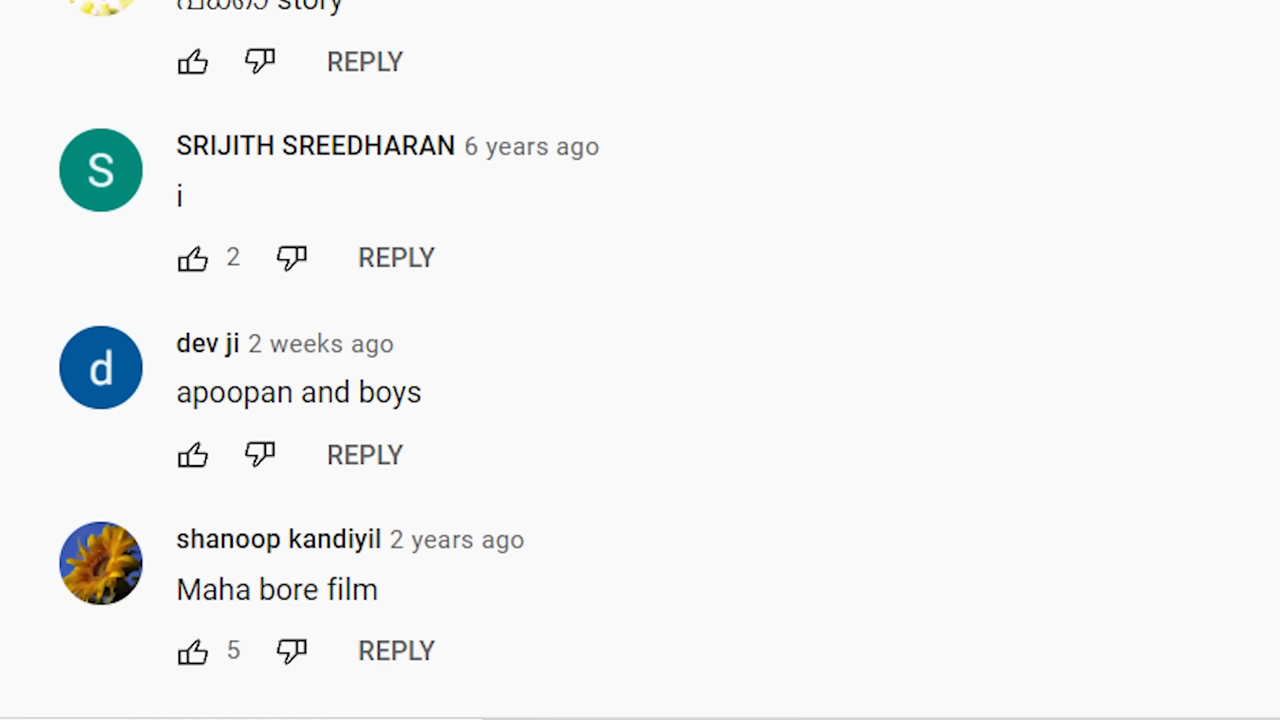 story
REPLY
S
SRIJITH SREEDHARAN 6 years ago
i
2 REPLY
d
dev ji 2 weeks ago
apoopan and boys
REPLY
shanoop kandiyil 2 years ago
Maha bore film
5 REPLY